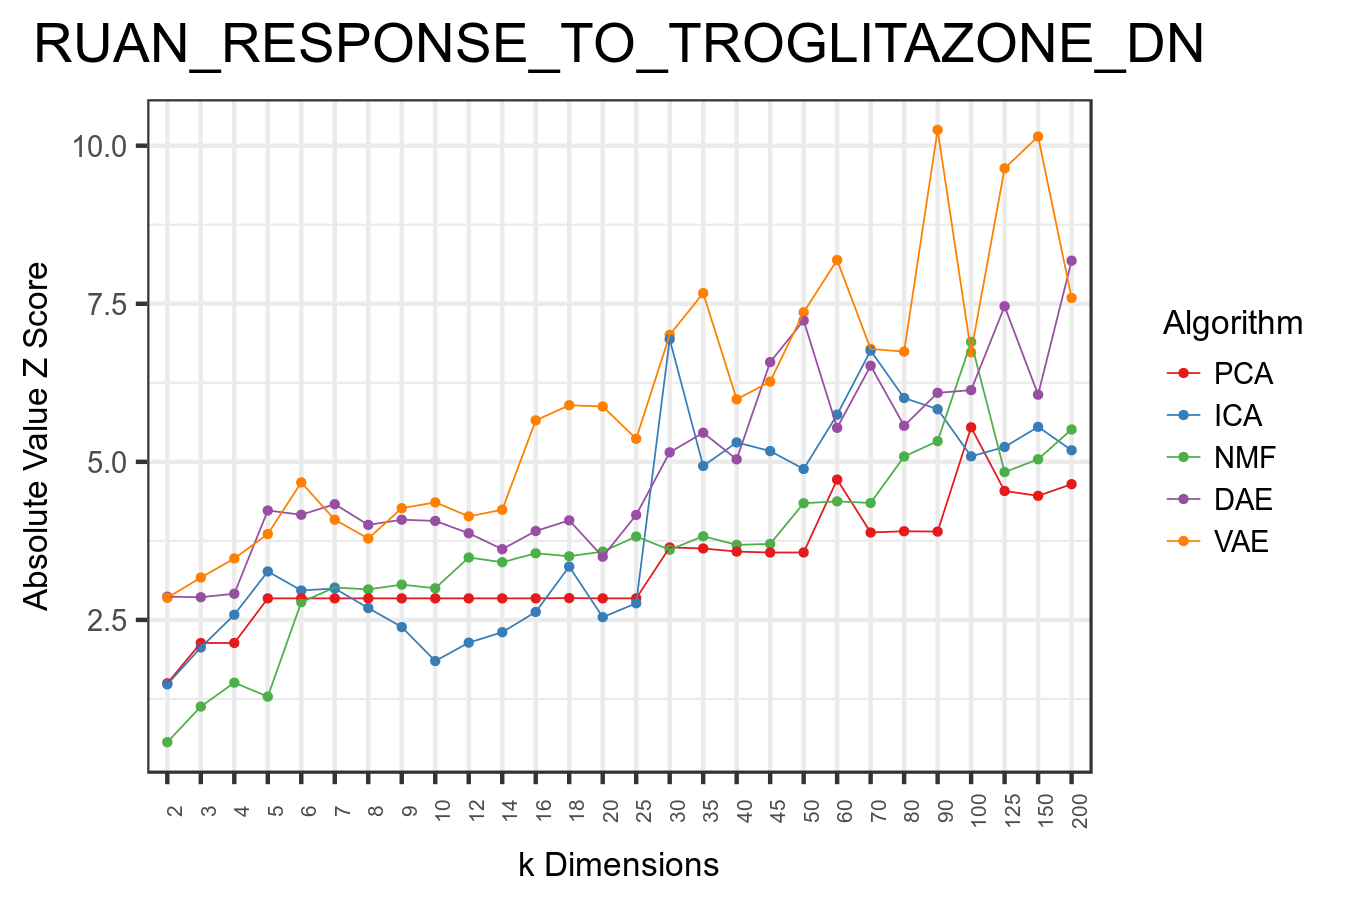 RUAN_RESPONSE_TO_TROGLITAZONE_DN
Absolute Value Z Score
10.0
7.5
5.0
2.5
2 3 4 5 6 7 8 9 10 12 14 16 18 20 25 30 35 40 45 50 60 70 80 90 100 125 150 200
k Dimensions
Algorithm
PCA
ICA
NMF
DAE
VAE